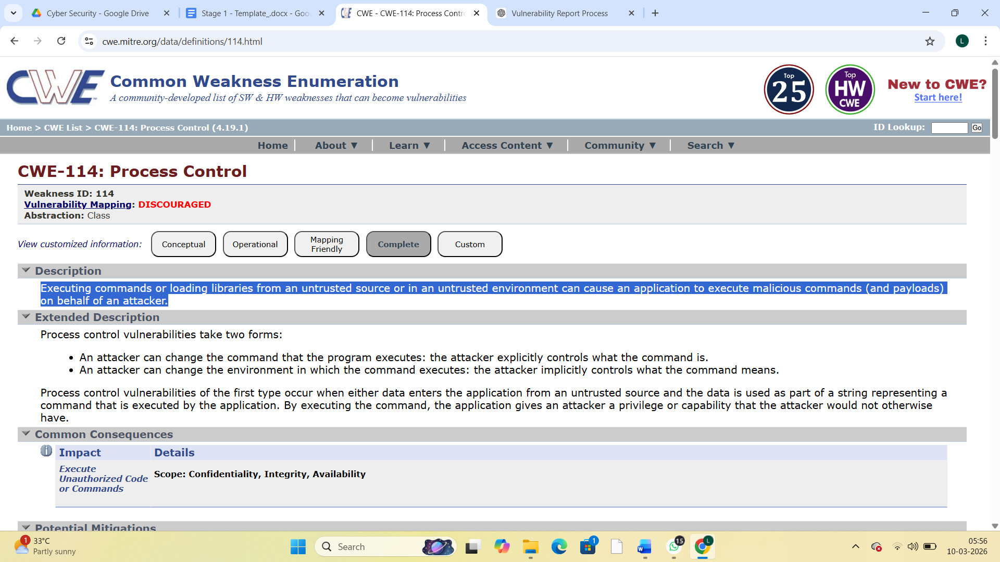 Cyber Security - Google Drive
Stage 1 - Template_.docx - Goo
CWE - CWE-114: Process Contro
Vulnerability Report Process
cwe.mitre.org/data/definitions/114.html
L
CWE
Common Weakness Enumeration
A community-developed list of SW & HW weaknesses that can become vulnerabilities
Top
25
Top
HW
CWE
New to CWE?
Start here!
Home > CWE List > CWE-114: Process Control (4.19.1)
ID Lookup:
Go
Home
About ▼
Learn ▼
Access Content ▼
Community ▼
Search ▼
CWE-114: Process Control
Weakness ID: 114
Vulnerability Mapping: DISCOURAGED
Abstraction: Class
View customized information:
Conceptual
Operational
Mapping
Friendly
Complete
Custom
Description
Executing commands or loading libraries from an untrusted source or in an untrusted environment can cause an application to execute malicious commands (and payloads)
on behalf of an attacker.
Extended Description
Process control vulnerabilities take two forms:
• An attacker can change the command that the program executes: the attacker explicitly controls what the command is.
• An attacker can change the environment in which the command executes: the attacker implicitly controls what the command means.
Process control vulnerabilities of the first type occur when either data enters the application from an untrusted source and the data is used as part of a string representing a
command that is executed by the application. By executing the command, the application gives an attacker a privilege or capability that the attacker would not otherwise
have.
Common Consequences
Impact
Details
Execute
Unauthorized Code
or Commands
Scope: Confidentiality, Integrity, Availability
Potential Mitigations
1
33°C
Partly sunny
Search
1
W
15
L
05:56
10-03-2026